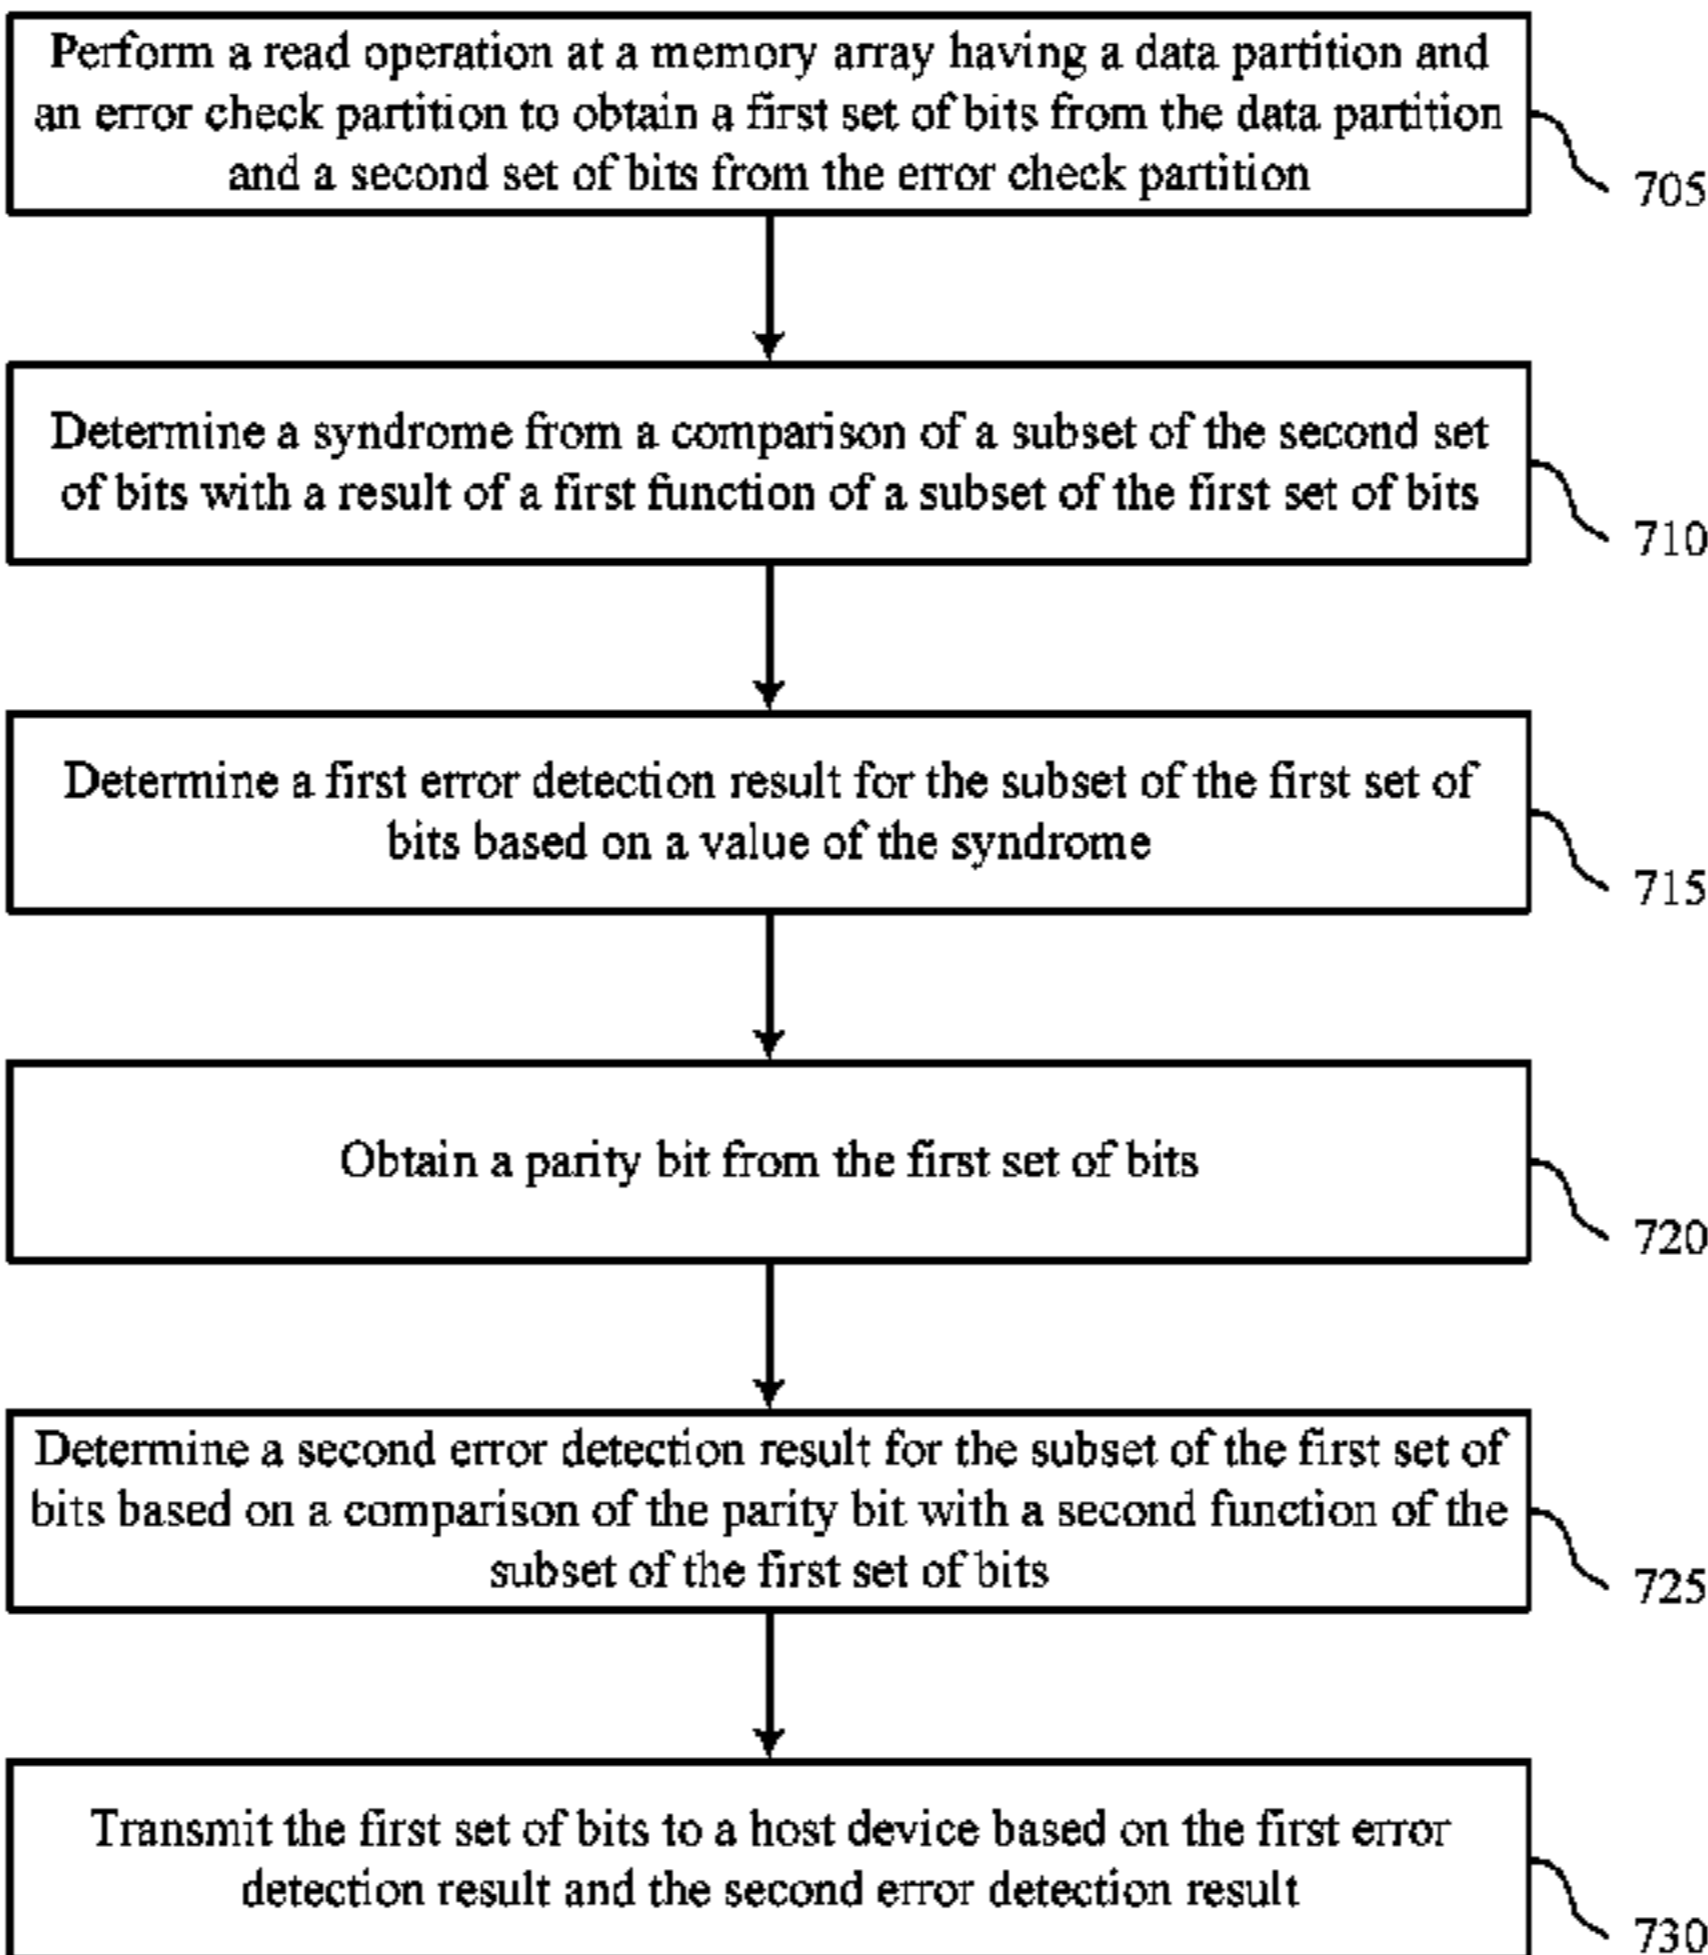 Perform a read operation at a memory array having a data partition and
an error check partition to obtain a first set of bits from the data partition
and a second set of bits from the error check partition
705
Determine a syndrome from a comparison of a subset of the second set
of bits with a result of a first function of a subset of the first set of bits
710
Determine a first error detection result for the subset of the first set of
bits based on a value of the syndrome
715
Obtain a parity bit from the first set of bits
720
Determine a second error detection result for the subset of the first set of
bits based on a comparison of the parity bit with a second function of the
subset of the first set of bits
725
Transmit the first set of bits to a host device based on the first error
detection result and the second error detection result
730